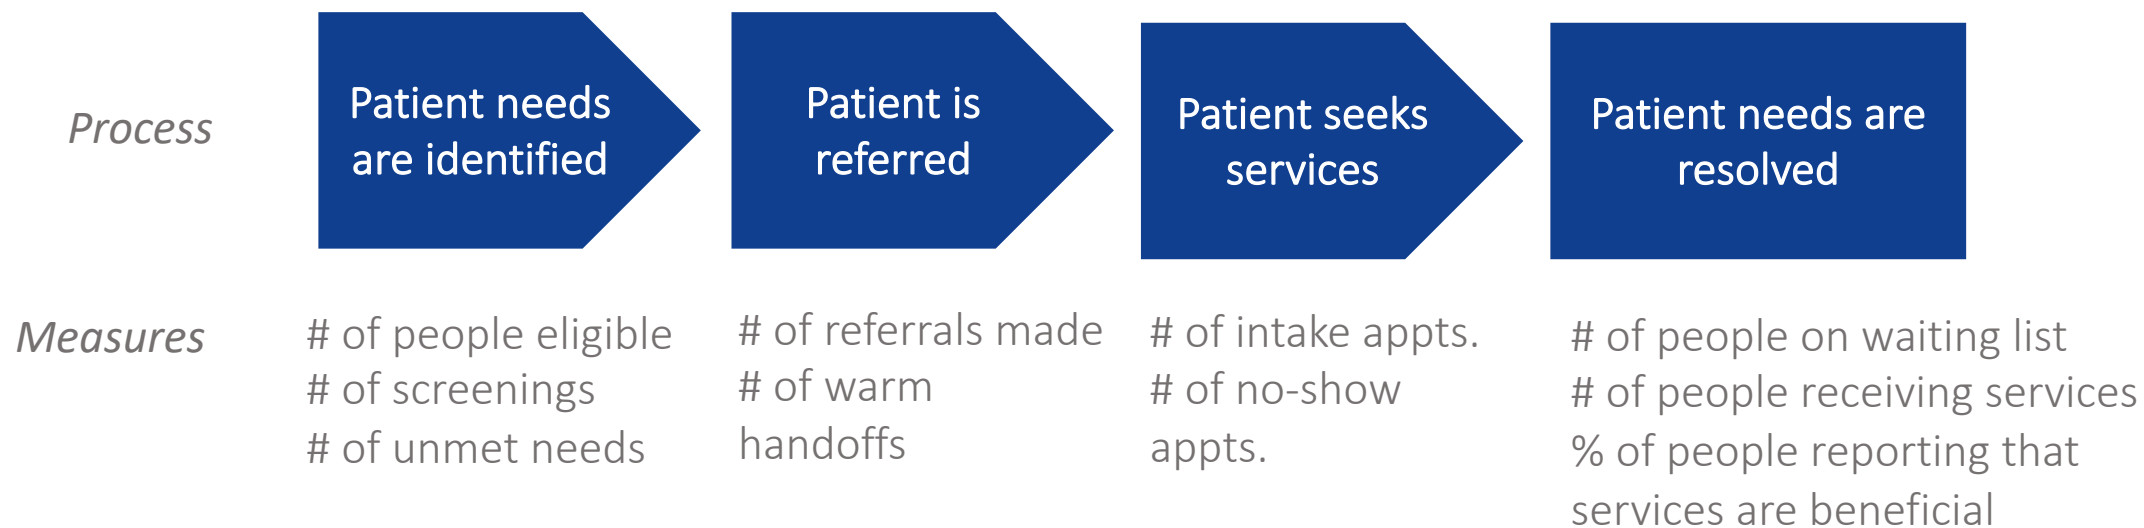 Process
Patient needs
are identified
Patient is
referred
Patient seeks
services
Patient needs are
resolved
Measures
# of people eligible
# of screenings
# of unmet needs
# of referrals made
# of warm
handoffs
# of intake appts.
# of no-show
appts.
# of people on waiting list
# of people receiving services
% of people reporting that
services are beneficial